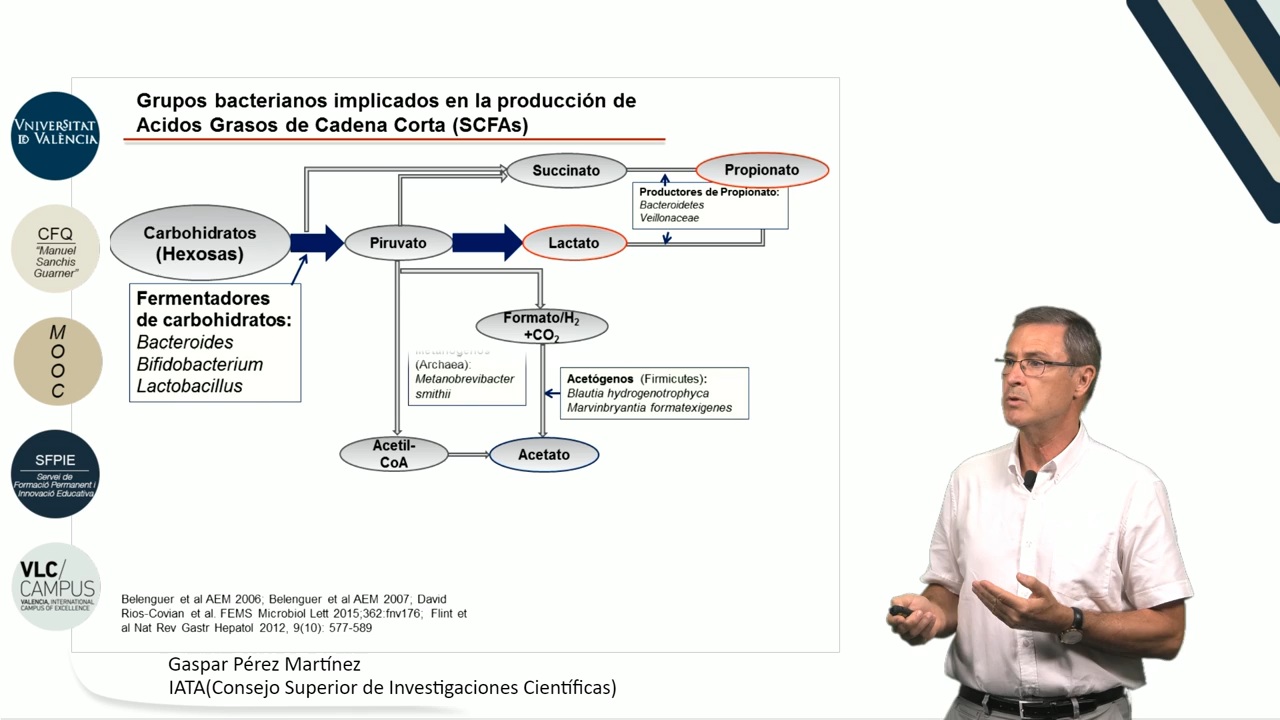 Grupos bacterianos implicados en la producción de
Acidos Grasos de Cadena Corta (SCFAs)
VNIVERSITAT
ID VALÈNCIA
CFQ
"Manuel
Sanchis
Guarner"
M
O
O
C
SFPIE
Servei de
Formació Permanent i
Innovació Educativa
VLC/
CAMPUS
VALENCIA, INTERNATIONAL
CAMPUS OF EXCELLENCE
Succinato
Propionato
Productores de Propionato:
Bacteroidetes
Veillonaceae
Carbohidratos
(Hexosas)
Piruvato
Lactato
Fermentadores
de carbohidratos:
Bacteroides
Bifidobacterium
Lactobacillus
Formato/H2
+CO2
(Archaea):
Metanobrevibacter
smithii
Acetógenos (Firmicutes):
Blautia hydrogenotrophyca
Marvinbryantia formatexigenes
Acetil-
CoA
Acetato
Belenguer et al AEM 2006; Belenguer et al AEM 2007; David
Rios-Covian et al. FEMS Microbiol Lett 2015;362:fnv176; Flint et
al Nat Rev Gastr Hepatol 2012, 9(10): 577-589
Gaspar Pérez Martínez
IATA(Consejo Superior de Investigaciones Científicas)